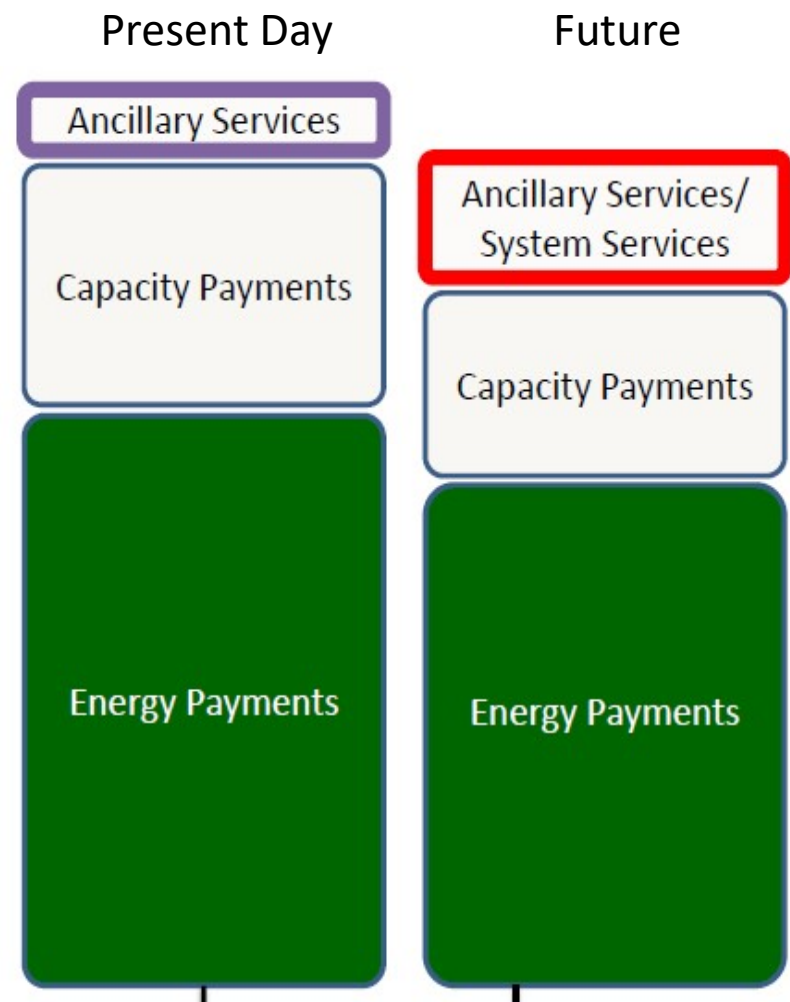 Present Day
Future
Ancillary Services
Capacity Payments
Energy Payments
Ancillary Services/
System Services
Capacity Payments
Energy Payments